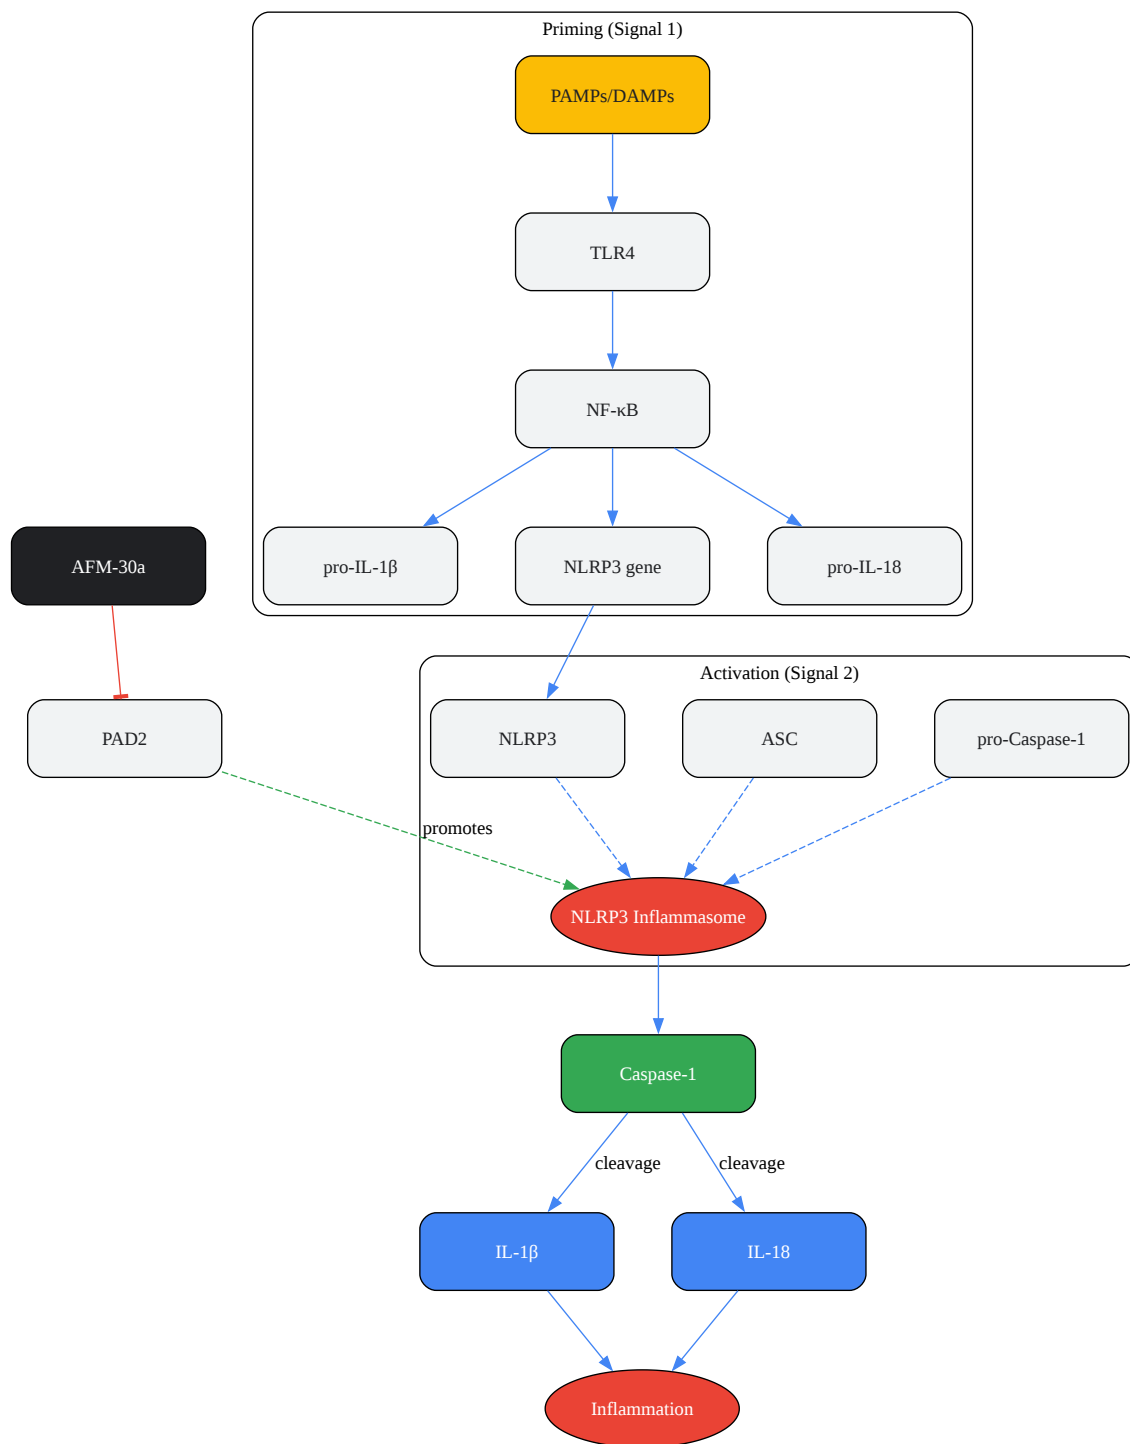 Priming (Signal 1)
PAMPs/DAMPs
TLR4
NF-κB
pro-IL-1β
NLRP3 gene
pro-IL-18
AFM-30a
Activation (Signal 2)
PAD2
NLRP3
ASC
pro-Caspase-1
promotes
NLRP3 Inflammasome
Caspase-1
cleavage
cleavage
IL-1β
IL-18
Inflammation